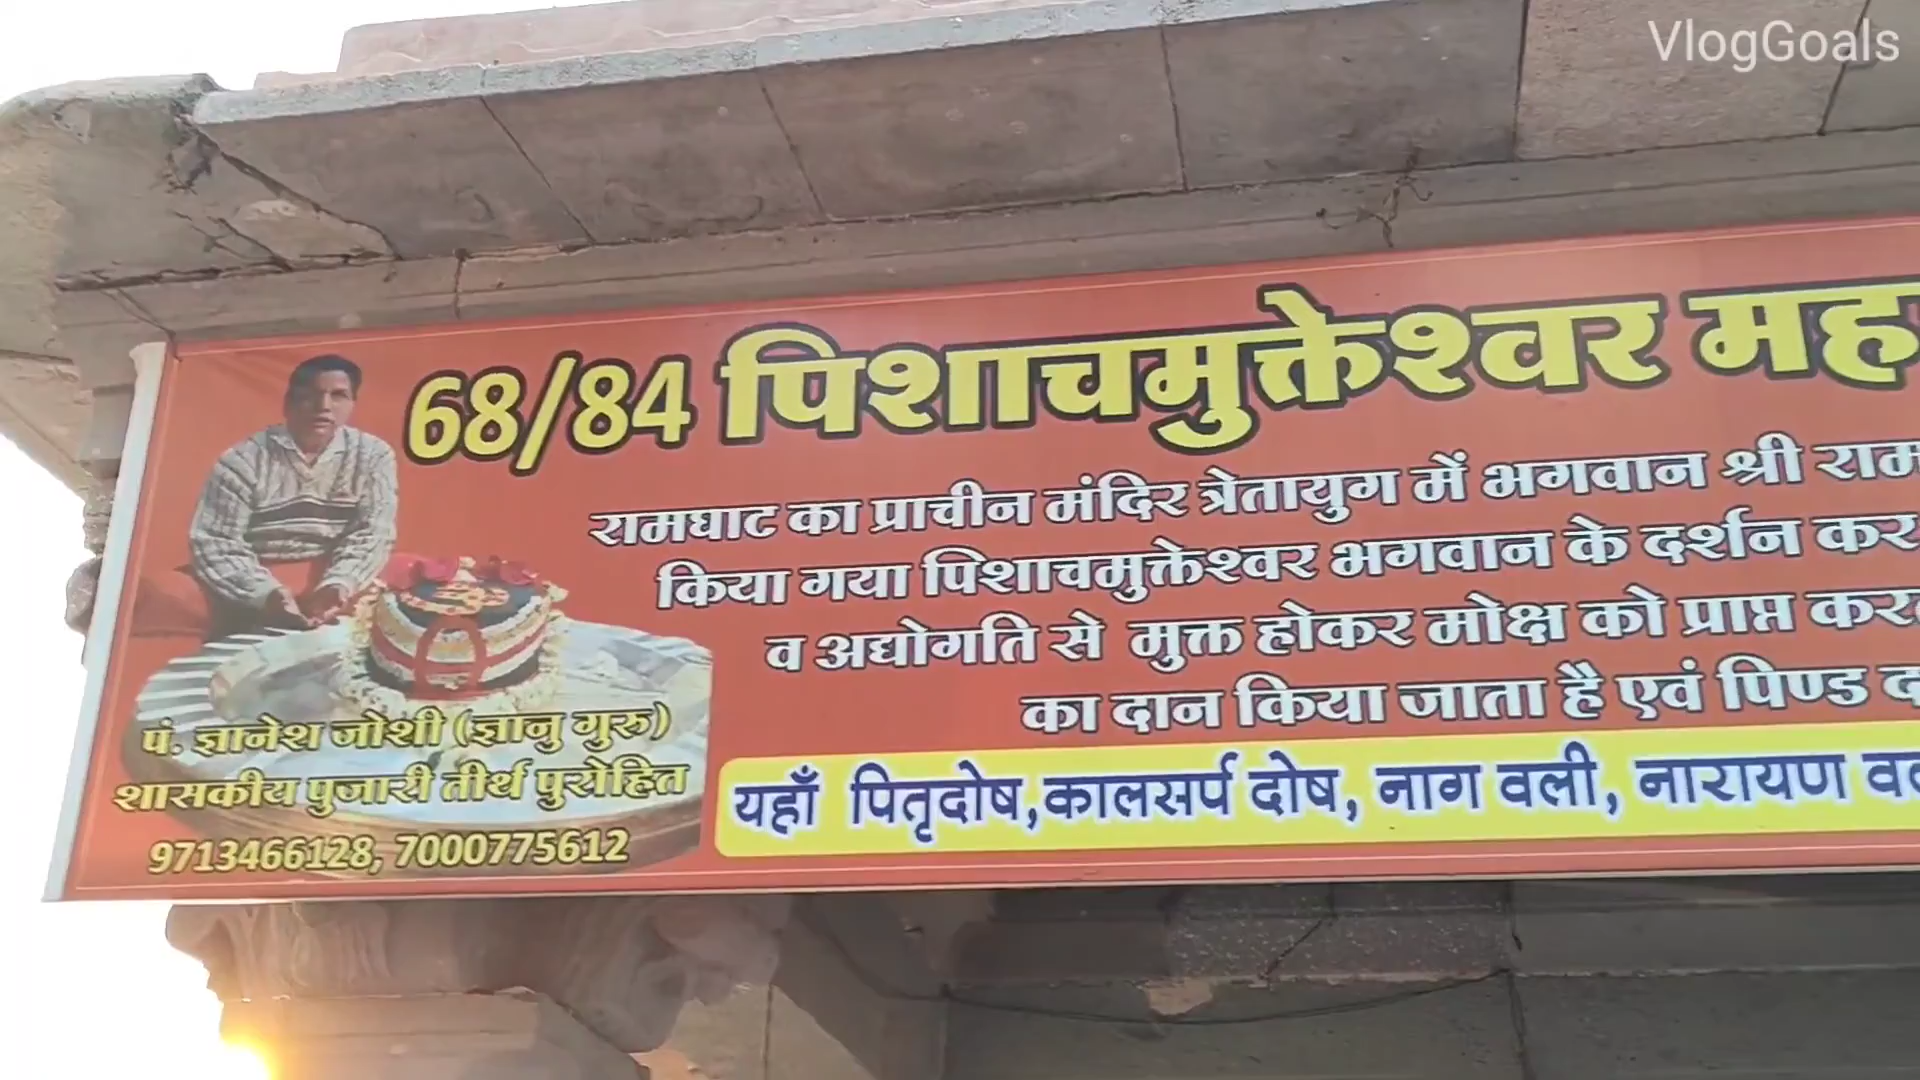 VlogGoals
68/84 पिशाचमुक्तेश्वर मह
रामघाट का प्राचीन मंदिर त्रेतायुग में भगवान श्री राम
किया गया पिशाचमुक्तेश्वर भगवान के दर्शन कर
व अद्योगति से मुक्त होकर मोक्ष को प्राप्त कर
का दान किया जाता है एवं पिण्ड द
यहाँ पितृदोष,कालसर्प दोष, नाग वली, नारायण व
पं. ज्ञानेश जोशी (ज्ञानु गुरु)
शासकीय पुजारी तीर्थ पुरोहित
9713466128, 7000775612